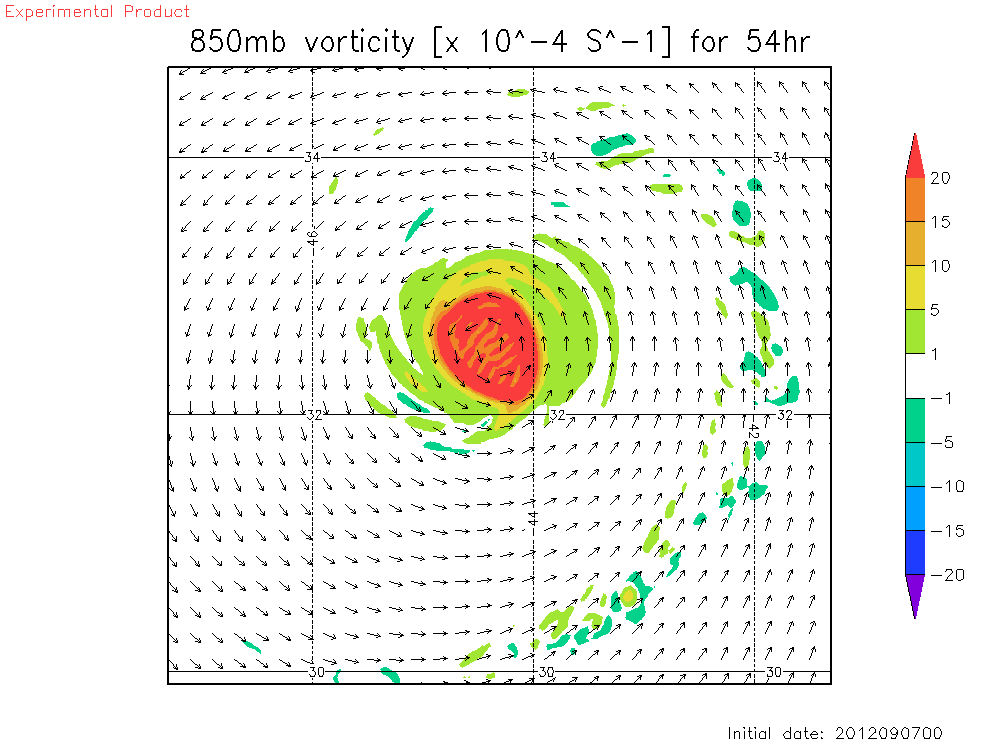 Experimental Product
850mb vorticity [x 10^-4 S^-1] for 54hr
34 34 34
46
32 32 32
42
44
30 30 30
20
15
10
5
1
-1
-5
-10
-15
-20
Initial date: 2012090700